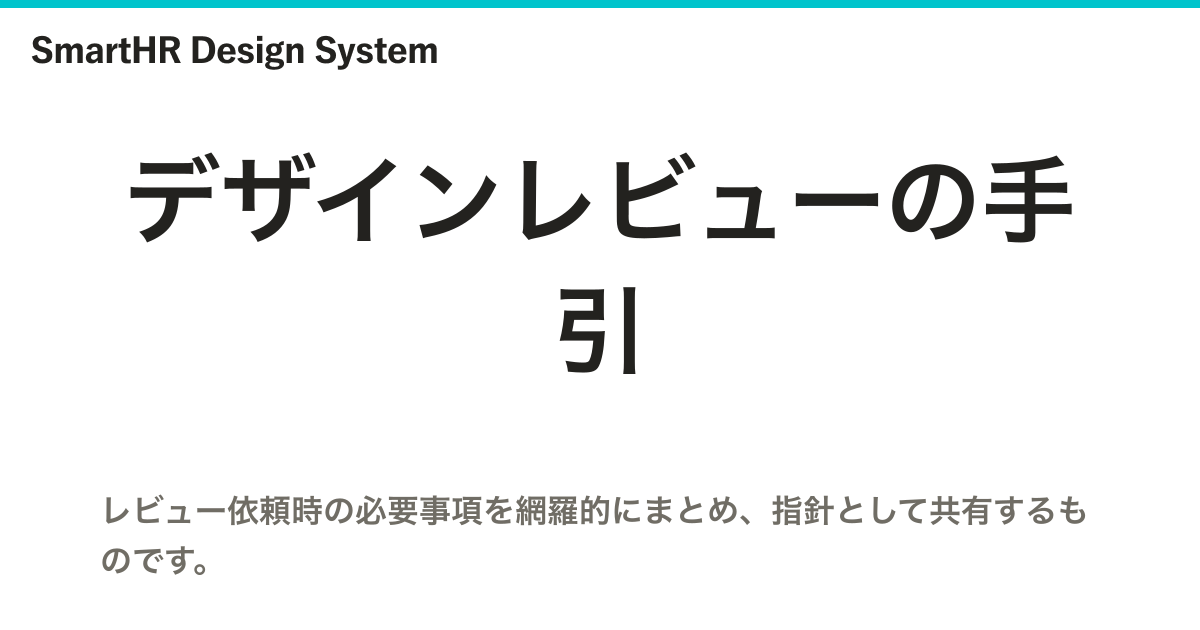 SmartHR Design System
デザインレビューの手
引
レビュー依頼時の必要事項を網羅的にまとめ、指針として共有するも
のです。